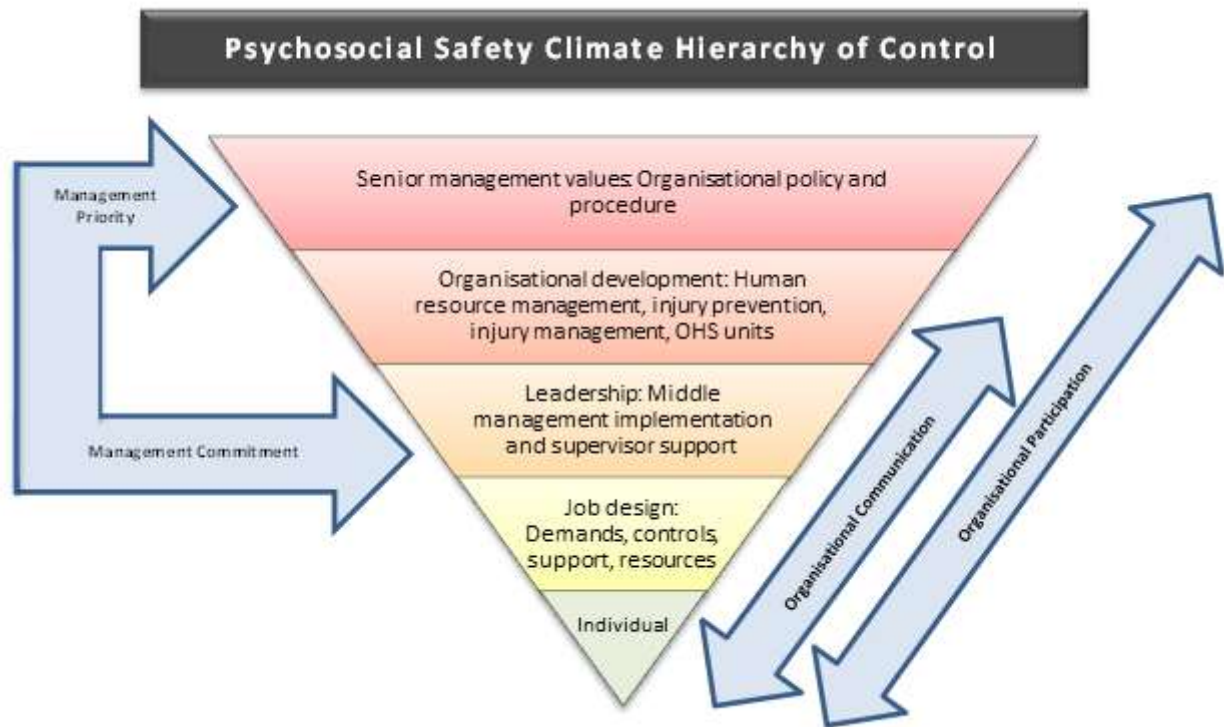 Psychosocial Safety Climate Hierarchy of Control
Management
Priority
Management Commitment
Senior management values: Organisational policy and
procedure
Organisational development: Human
resource management, injury prevention,
injury management, OHS units
Leadership: Middle
management implementation
and supervisor support
Job design:
Demands, controls,
support, resources
Individual
Organisational Communication
Organisational Participation